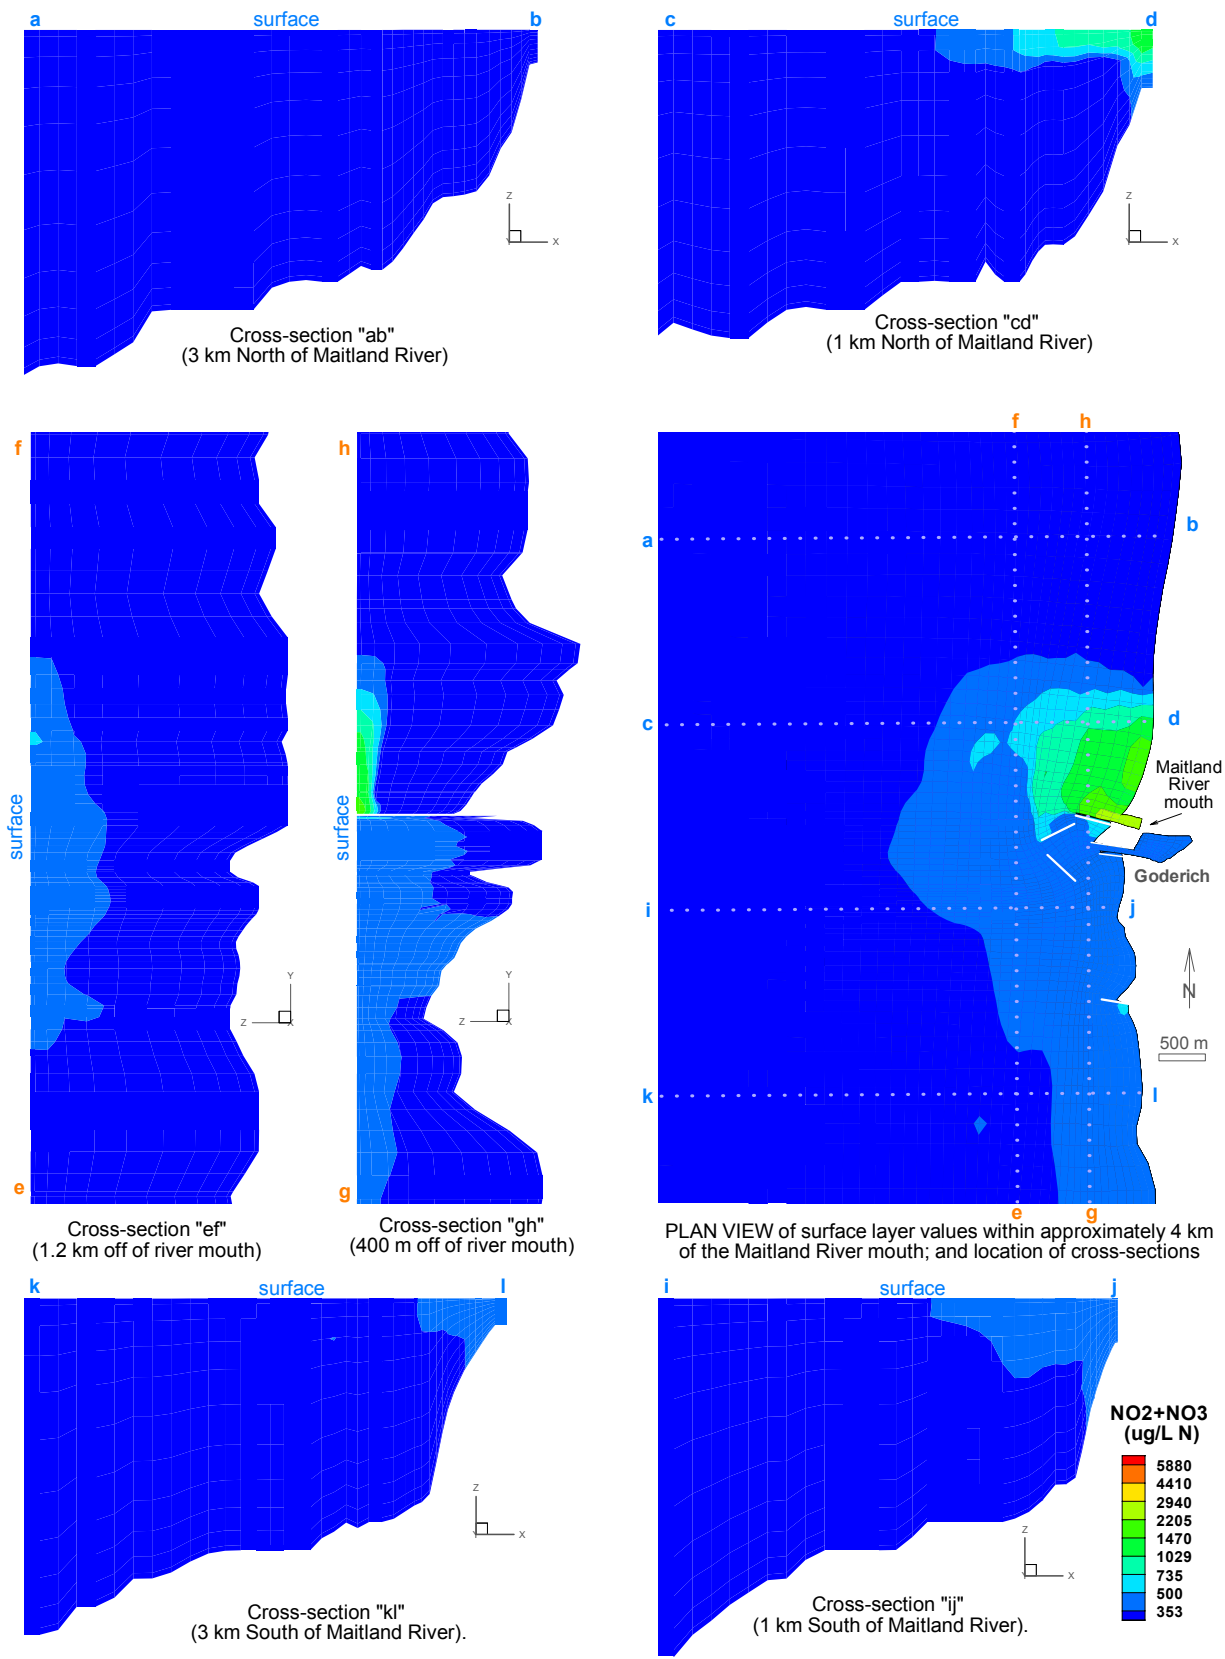 a surface b
c surface d
Z
X
Y
Z
X
Y
Cross-section "ab"
(3 km North of Maitland River)
Cross-section "cd"
(1 km North of Maitland River)
f
h
surface
surface
e
g
Y
Z
X
Y
Z
X
Cross-section "ef"
(1.2 km off of river mouth)
Cross-section "gh"
(400 m off of river mouth)
f h
a b
c d
Maitland
River
mouth
Goderich
i j
N
500 m
k l
e g
PLAN VIEW of surface layer values within approximately 4 km
of the Maitland River mouth; and location of cross-sections
k surface l
i surface j
Z
X
Y
Z
X
Y
Cross-section "kl"
(3 km South of Maitland River).
Cross-section "ij"
(1 km South of Maitland River).
NO2+NO3
(ug/L N)
5880
4410
2940
2205
1470
1029
735
500
353